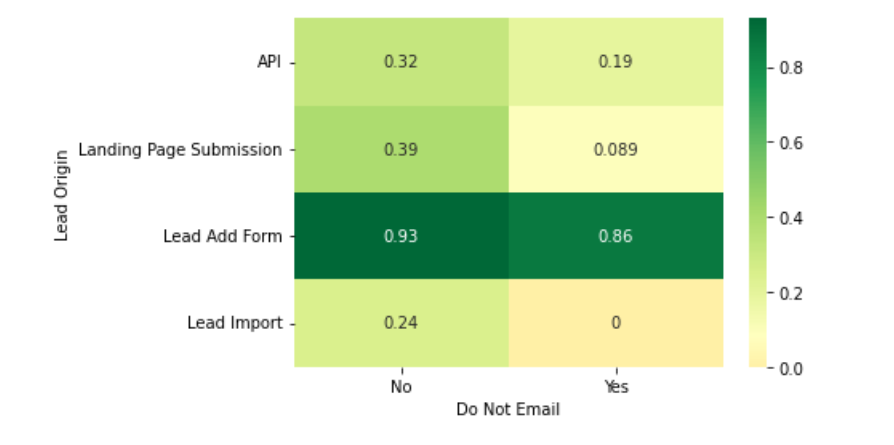 API
0.32 0.19
0.8
Landing Page Submission
0.39 0.089
0.6
Lead Origin
0.4
Lead Add Form
0.93 0.86
0.2
Lead Import
0.24 0
0.0
No Yes
Do Not Email